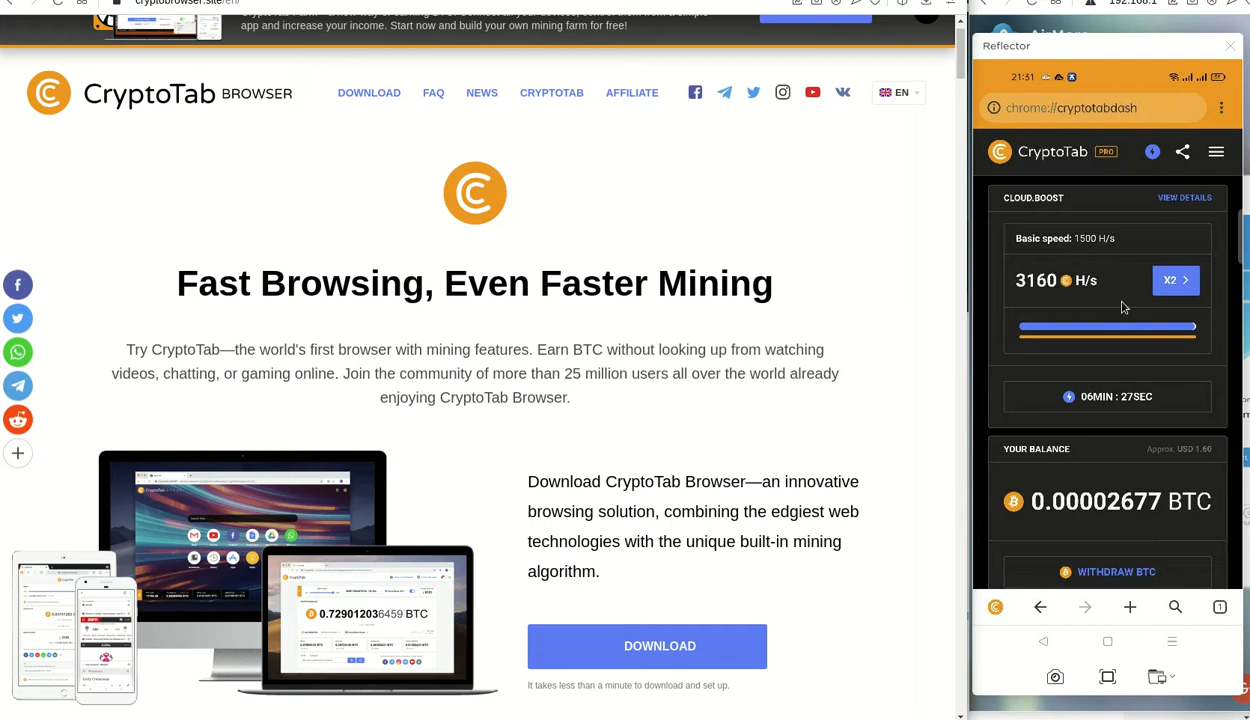 cryptobrowser.site/en/
app and increase your income. Start now and build your own mining farm for free!
CryptoTab BROWSER
DOWNLOAD
FAQ
NEWS
CRYPTOTAB
AFFILIATE
EN
Fast Browsing, Even Faster Mining
Try CryptoTab—the world's first browser with mining features. Earn BTC without looking up from watching
videos, chatting, or gaming online. Join the community of more than 25 million users all over the world already
enjoying CryptoTab Browser.
0.729012036459 BTC
Download CryptoTab Browser—an innovative
browsing solution, combining the edgiest web
technologies with the unique built-in mining
algorithm.
DOWNLOAD
It takes less than a minute to download and set up.
192.168.1
Reflector
21:31
chrome://cryptotabdash
CryptoTab PRO
CLOUD.BOOST
VIEW DETAILS
Basic speed: 1500 H/s
3160 H/s
X2
06MIN : 27SEC
YOUR BALANCE
Approx. USD 1.60
0.00002677 BTC
WITHDRAW BTC
1